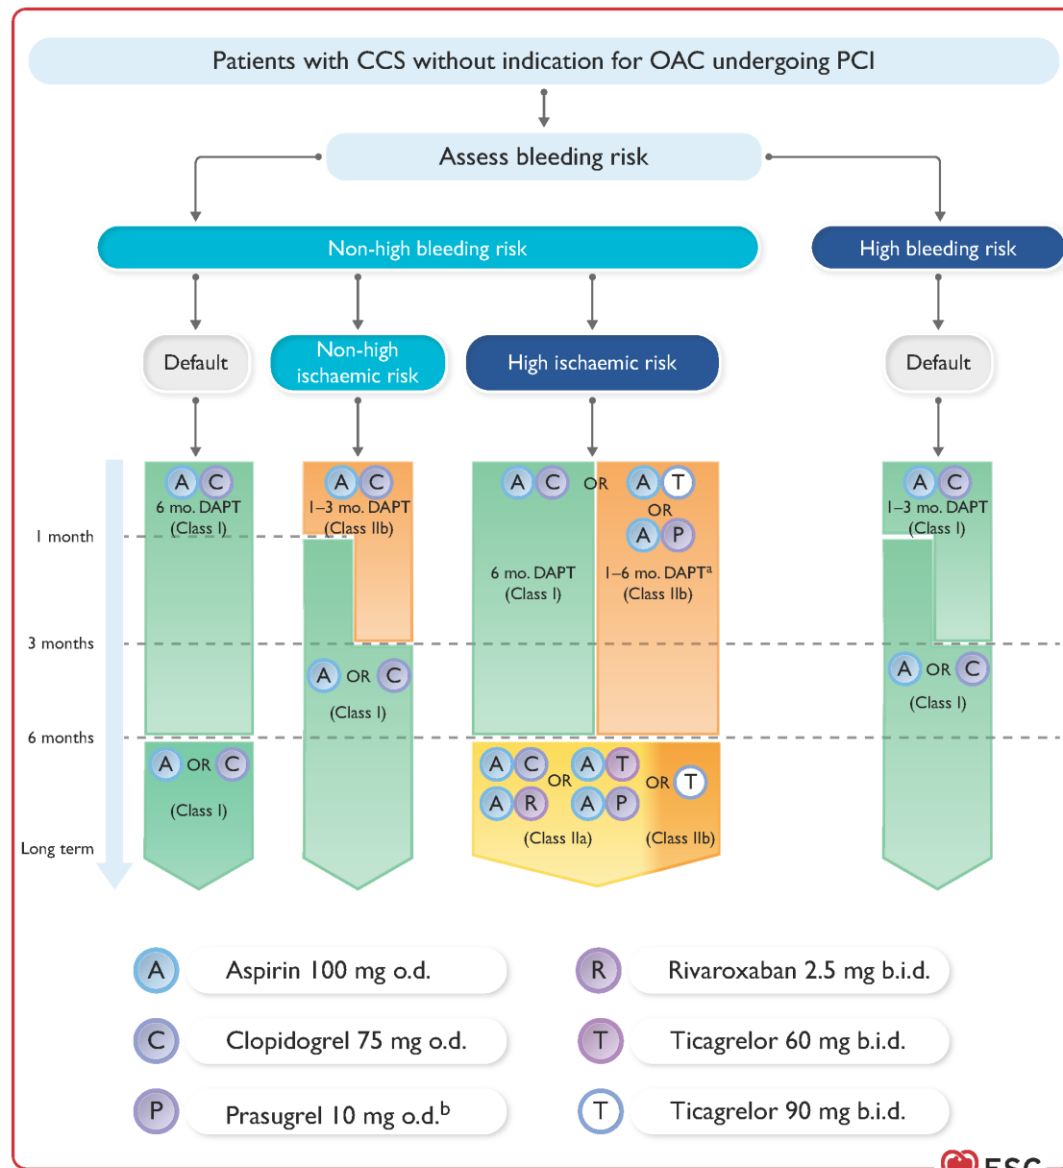 Patients with CCS without indication for OAC undergoing PCI
Assess bleeding risk
Non-high bleeding risk
High bleeding risk
Default
Non-high
ischaemic risk
High ischaemic risk
Default
A C
6 mo. DAPT
(Class I)
A C
1–3 mo. DAPT
(Class IIb)
A C OR A T
OR
A P
6 mo. DAPT
(Class I)
1–6 mo. DAPTª
(Class IIb)
A C
1–3 mo. DAPT
(Class I)
1 month
3 months
A OR C
(Class I)
A OR C
(Class I)
6 months
A OR C
(Class I)
A C OR A T OR T
A R A P
(Class IIa) (Class IIb)
Long term
A Aspirin 100 mg o.d.
R Rivaroxaban 2.5 mg b.i.d.
C Clopidogrel 75 mg o.d.
T Ticagrelor 60 mg b.i.d.
P Prasugrel 10 mg o.d.ᵇ
T Ticagrelor 90 mg b.i.d.